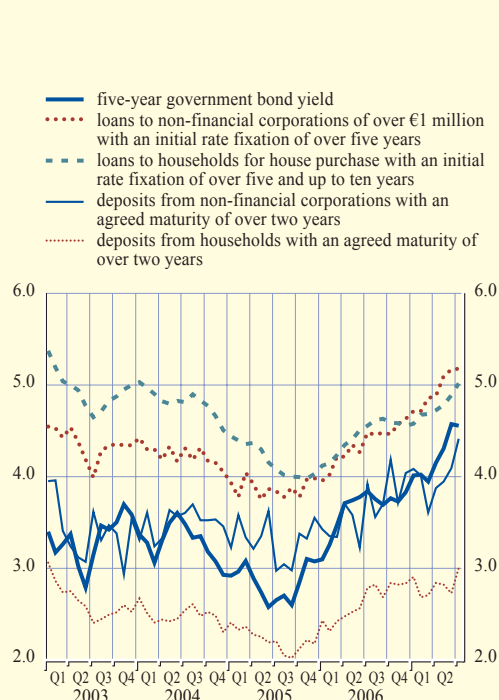 five-year government bond yield
loans to non-financial corporations of over €1 million
with an initial rate fixation of over five years
loans to households for house purchase with an initial
rate fixation of over five and up to ten years
deposits from non-financial corporations with an
agreed maturity of over two years
deposits from households with an agreed maturity of
over two years
6.0 6.0
5.0 5.0
4.0 4.0
3.0 3.0
2.0 2.0
Q1 Q2 Q3 Q4 Q1 Q2 Q3 Q4 Q1 Q2 Q3 Q4 Q1 Q2 Q3 Q4 Q1 Q2
2003 2004 2005 2006